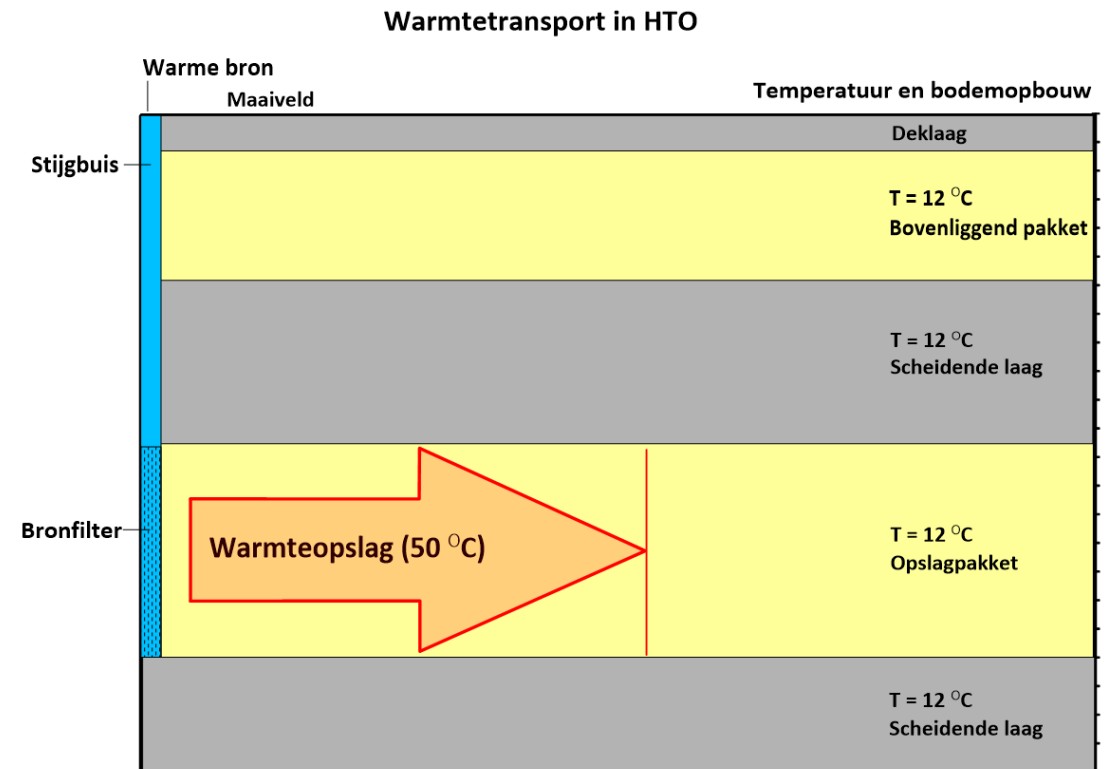 Warmtetransport in HTO
Warme bron
Maaiveld
Temperatuur en bodemopbouw
Deklaag
Stijgbuis
T = 12 °C
Bovenliggend pakket
T = 12 °C
Scheidende laag
Bronfilter
Warmteopslag (50 °C)
T = 12 °C
Opslagpakket
T = 12 °C
Scheidende laag